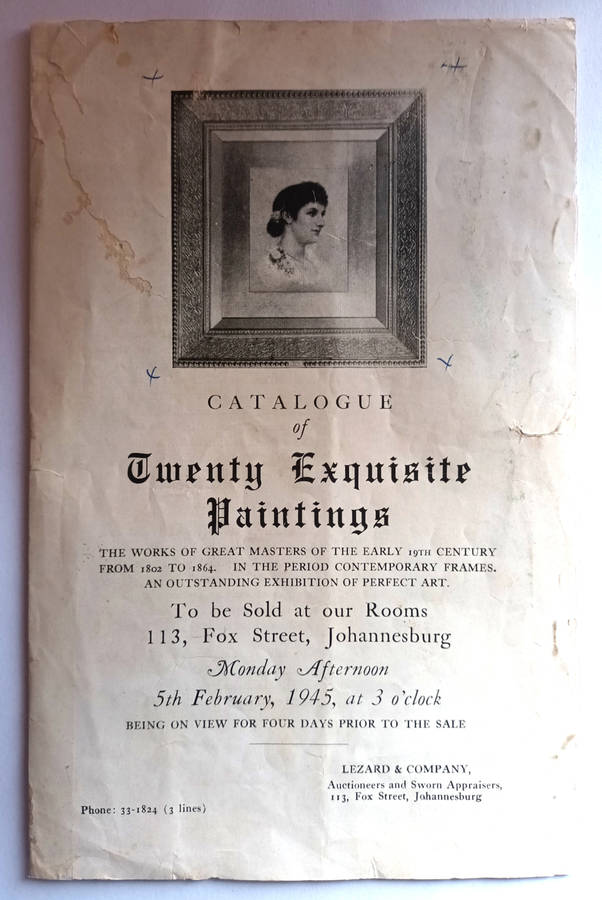 CATALOGUE
of
Twenty Exquisite
Paintings
THE WORKS OF GREAT MASTERS OF THE EARLY 19TH CENTURY
FROM 1802 TO 1864. IN THE PERIOD CONTEMPORARY FRAMES.
AN OUTSTANDING EXHIBITION OF PERFECT ART.
To be Sold at our Rooms
113, Fox Street, Johannesburg
Monday Afternoon
5th February, 1945, at 3 o'clock
BEING ON VIEW FOR FOUR DAYS PRIOR TO THE SALE
LEZARD & COMPANY,
Auctioneers and Sworn Appraisers,
113, Fox Street, Johannesburg
Phone: 33-1824 (3 lines)